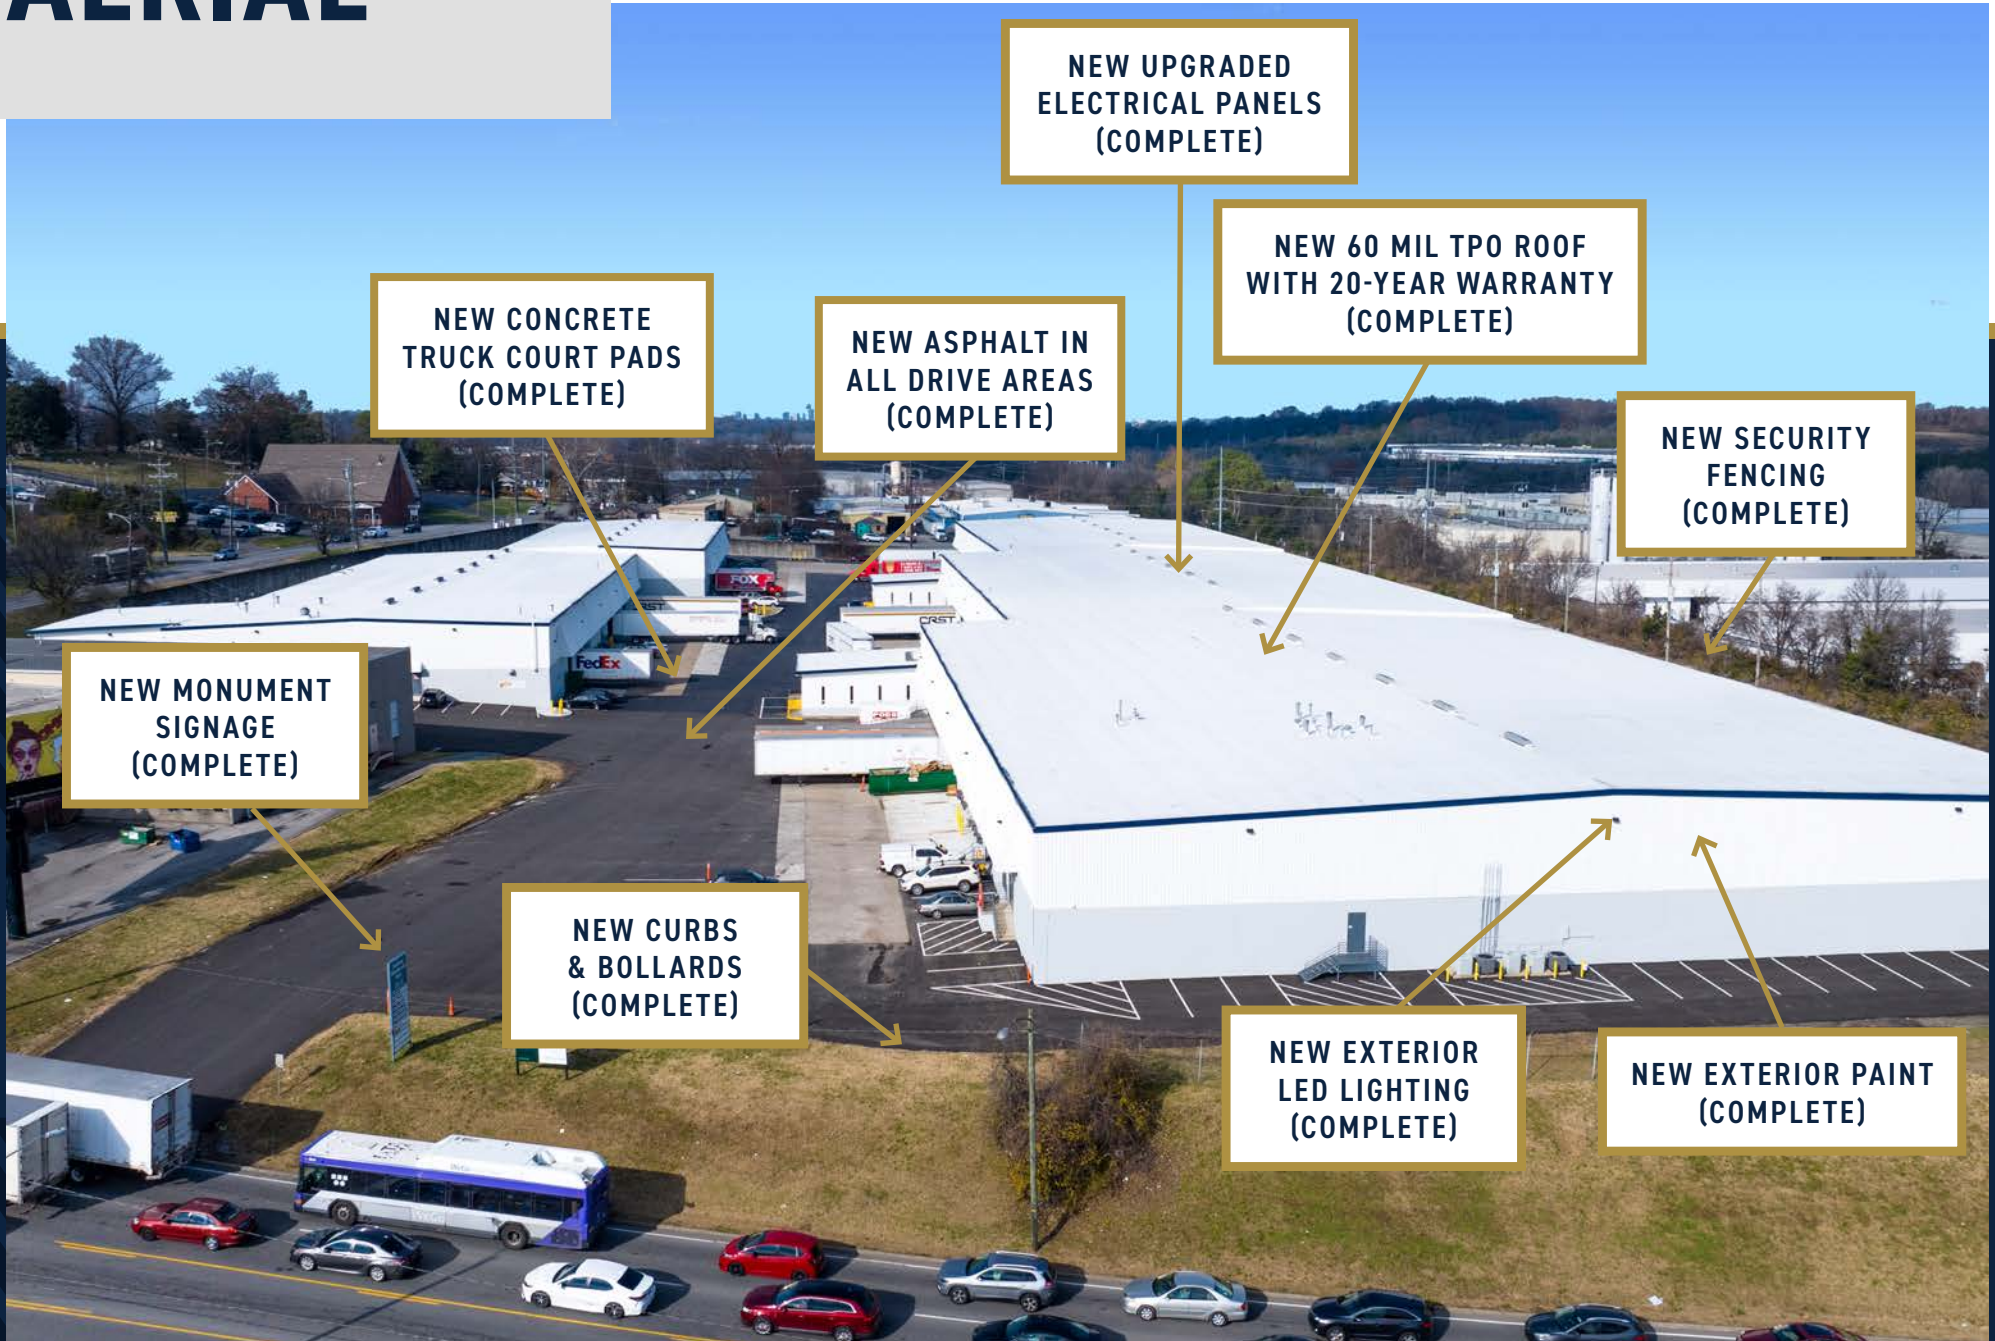 AERIAL
NEW UPGRADED
ELECTRICAL PANELS
(COMPLETE)
NEW 60 MIL TPO ROOF
WITH 20-YEAR WARRANTY
(COMPLETE)
NEW CONCRETE
TRUCK COURT PADS
(COMPLETE)
NEW ASPHALT IN
ALL DRIVE AREAS
(COMPLETE)
NEW SECURITY
FENCING
(COMPLETE)
FOX
CRST
FedEx
NEW MONUMENT
SIGNAGE
(COMPLETE)
NEW CURBS
& BOLLARDS
(COMPLETE)
NEW EXTERIOR
LED LIGHTING
(COMPLETE)
NEW EXTERIOR PAINT
(COMPLETE)